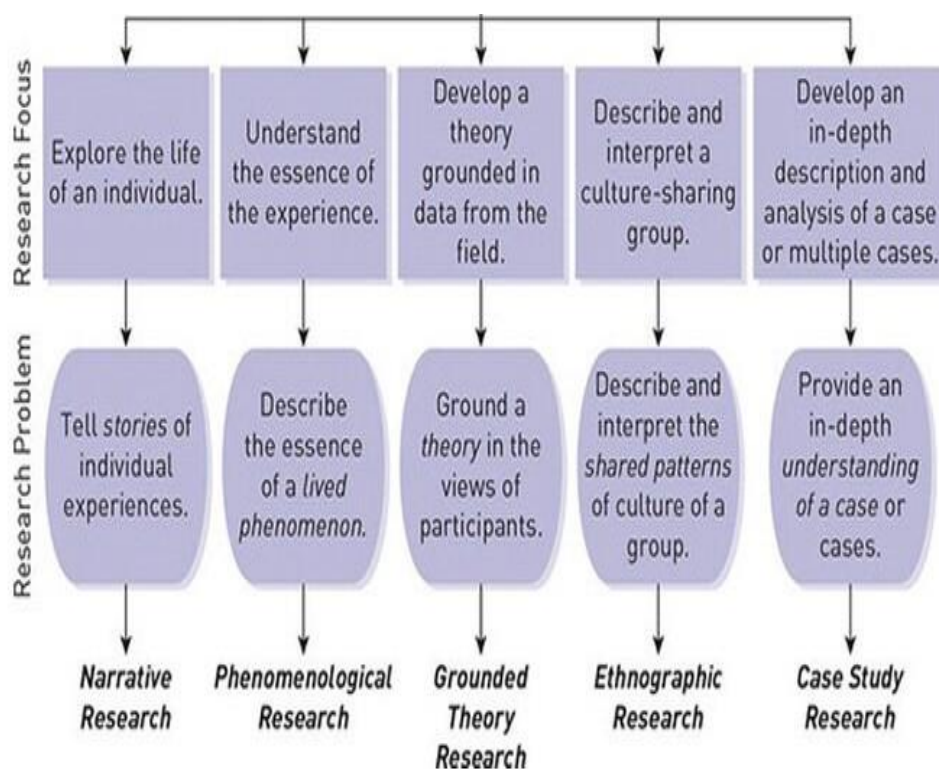 Research Focus
Explore the life
of an individual.
Understand
the essence of
the experience.
Develop a
theory
grounded in
data from the
field.
Describe and
interpret a
culture-sharing
group.
Develop an
in-depth
description and
analysis of a case
or multiple cases.
Research Problem
Tell stories of
individual
experiences.
Describe
the essence
of a lived
phenomenon.
Ground a
theory in the
views of
participants.
Describe and
interpret the
shared patterns
of culture of a
group.
Provide an
in-depth
understanding
of a case or
cases.
Narrative
Research
Phenomenological
Research
Grounded
Theory
Research
Ethnographic
Research
Case Study
Research